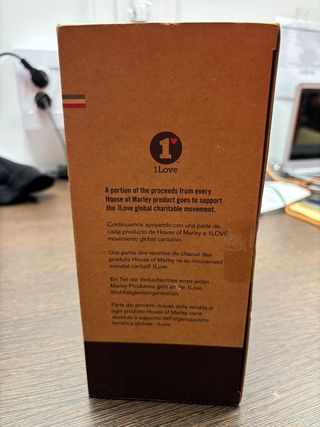 1
1Love
A portion of the proceeds from every
House of Marley product goes to support
the 1Love global charitable movement.
Continuamos apoyando con una parte de
cada producto de House of Marley a 1LOVE
movimiento global caritativo.
Une partie des recettes de chacun des
produits House of Marley va au mouvement
mondial caritatif 1Love.
Ein Teil der Verkaufserlöse eines jeden
Marley-Produktes geht an die 1Love
Wohltätigkeitsorganisation.
Parte dei proventi ricavati dalla vendita di
ogni prodotto House of Marley viene
devoluto a supporto dell'organizzazione
benefica globale 1Love